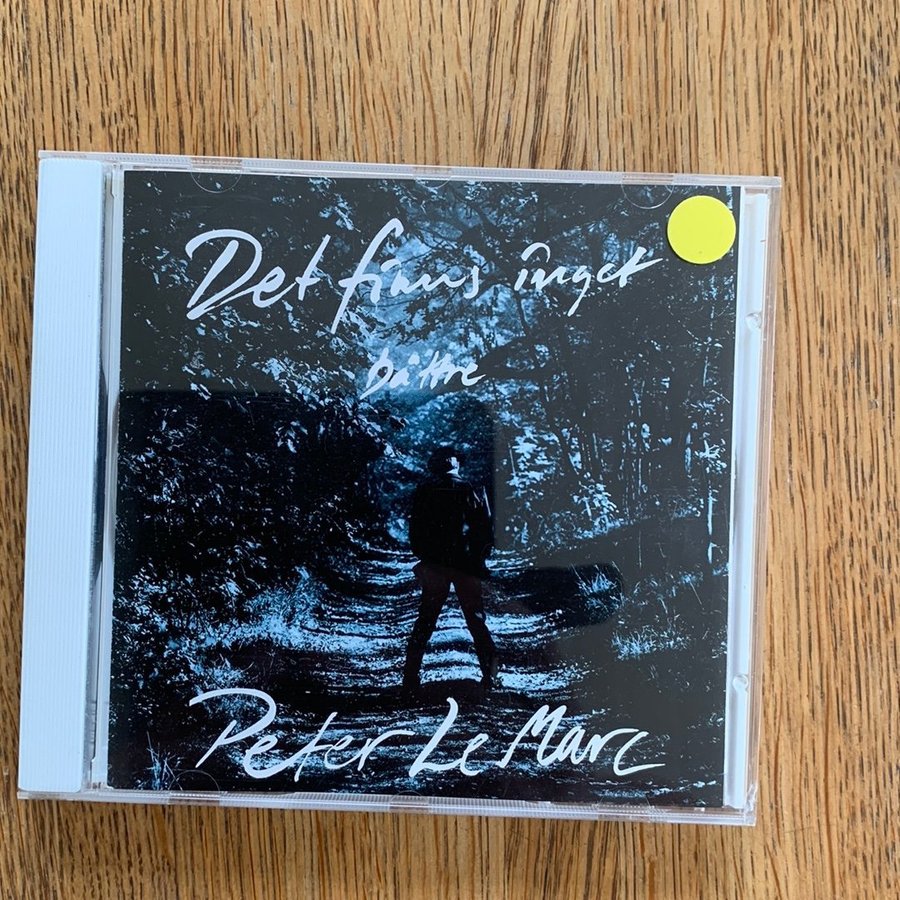 Det finns inget
bättre
Peter LeMarc